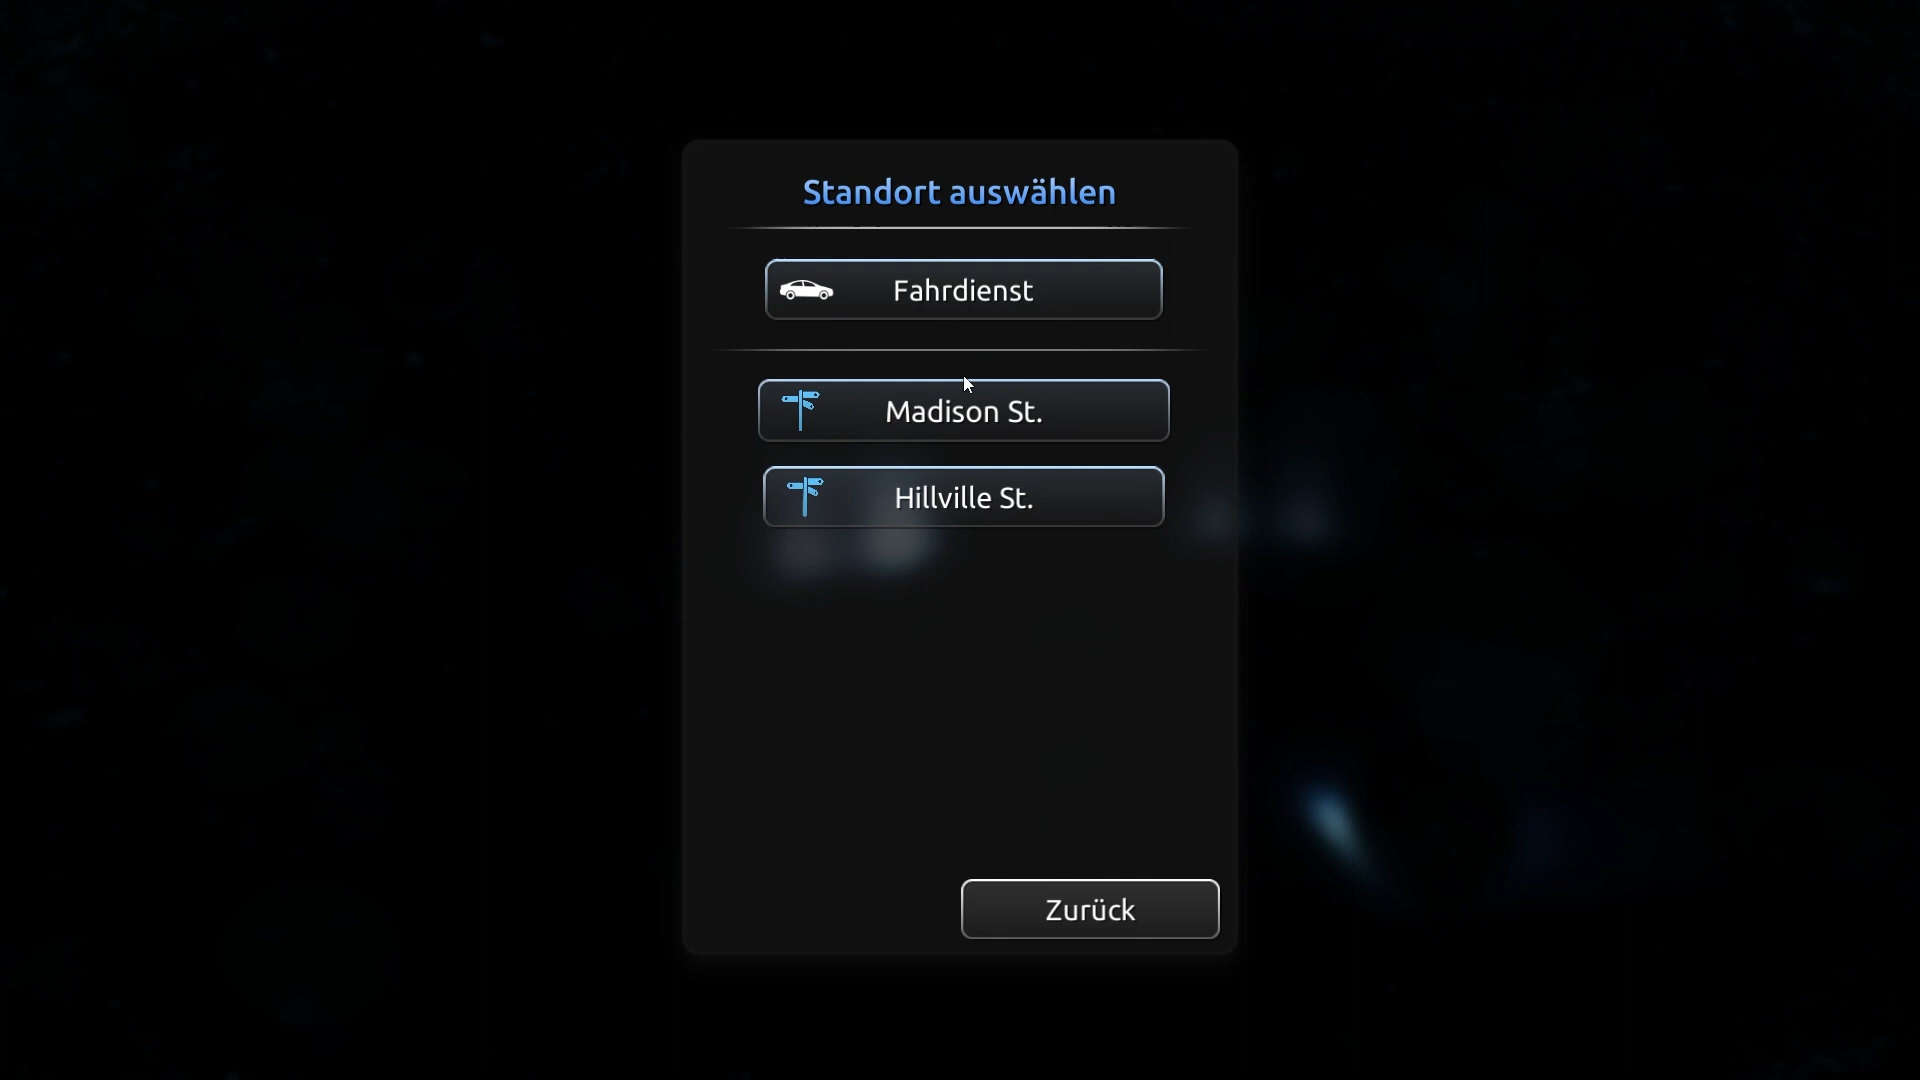 Standort auswählen
Fahrdienst
Madison St.
Hillville St.
Zurück